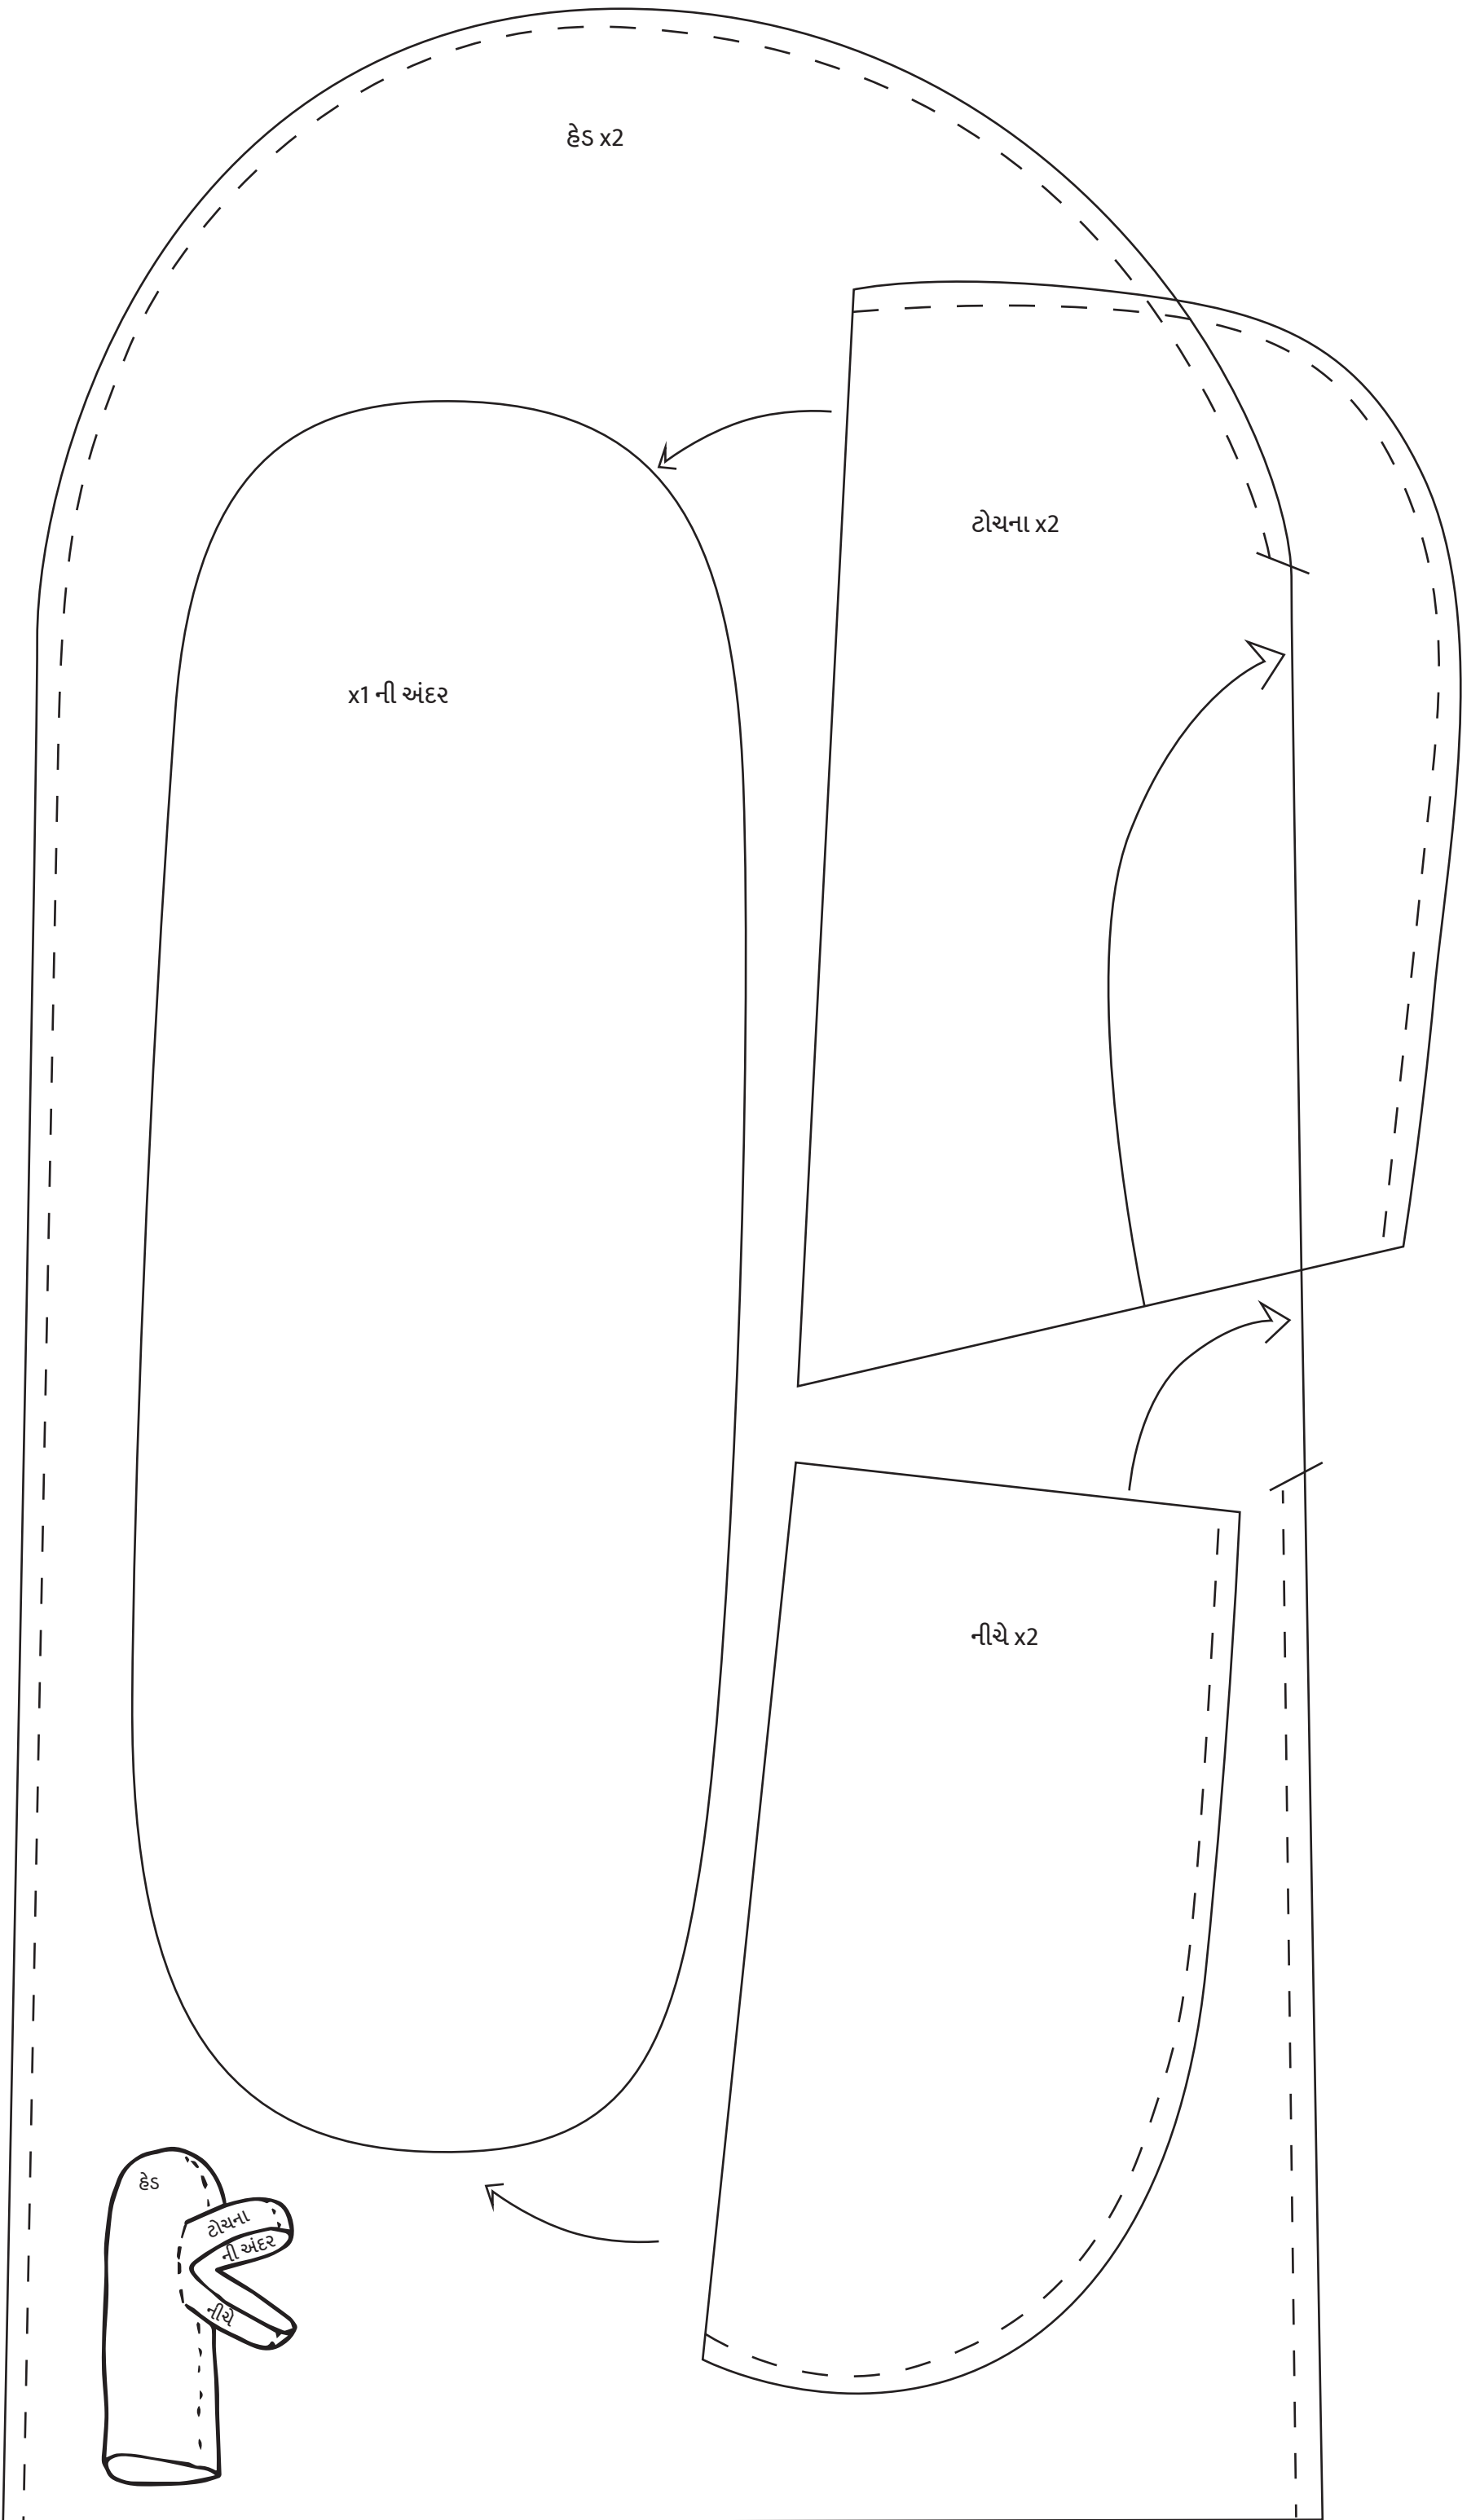 હેડ x2
ટોચના x2
x1 ની અંદર
નીચે x2
હેડ
ટોચના
ની અંદર
નીચે